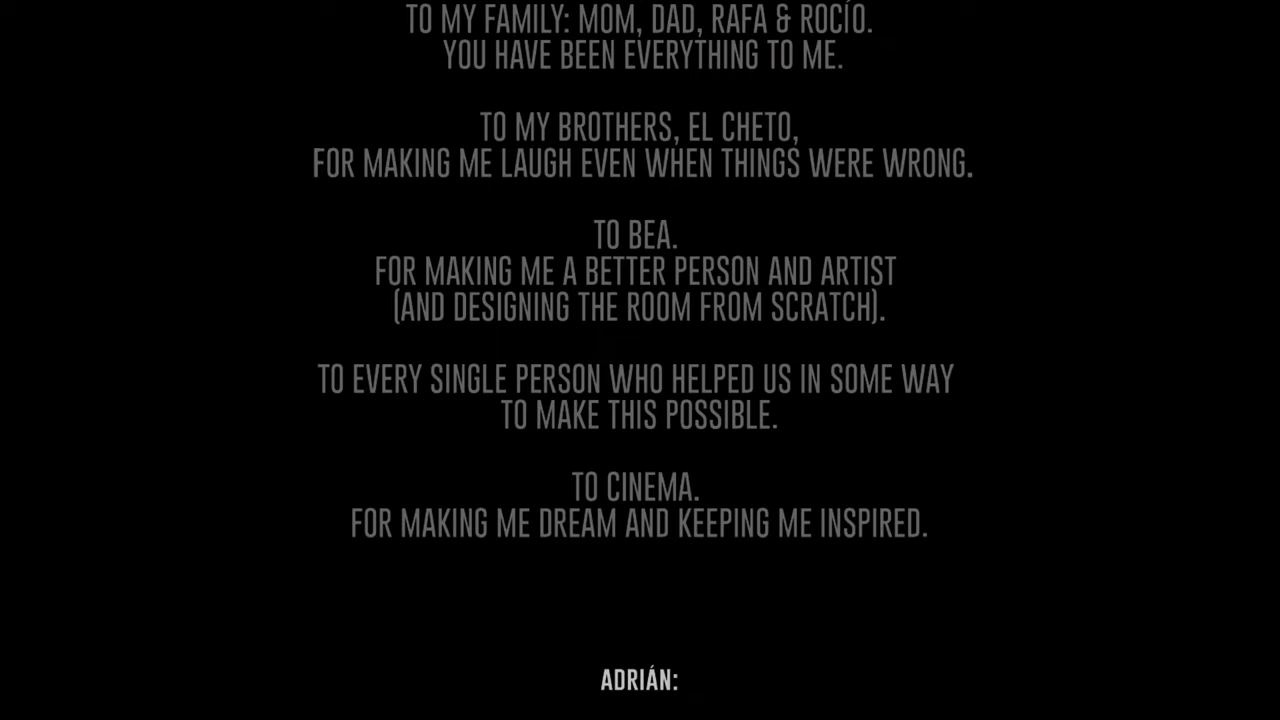 TO MY FAMILY: MOM, DAD, RAFA & ROCÍO.
YOU HAVE BEEN EVERYTHING TO ME.
TO MY BROTHERS, EL CHETO,
FOR MAKING ME LAUGH EVEN WHEN THINGS WERE WRONG.
TO BEA.
FOR MAKING ME A BETTER PERSON AND ARTIST
(AND DESIGNING THE ROOM FROM SCRATCH).
TO EVERY SINGLE PERSON WHO HELPED US IN SOME WAY
TO MAKE THIS POSSIBLE.
TO CINEMA.
FOR MAKING ME DREAM AND KEEPING ME INSPIRED.
ADRIÁN: